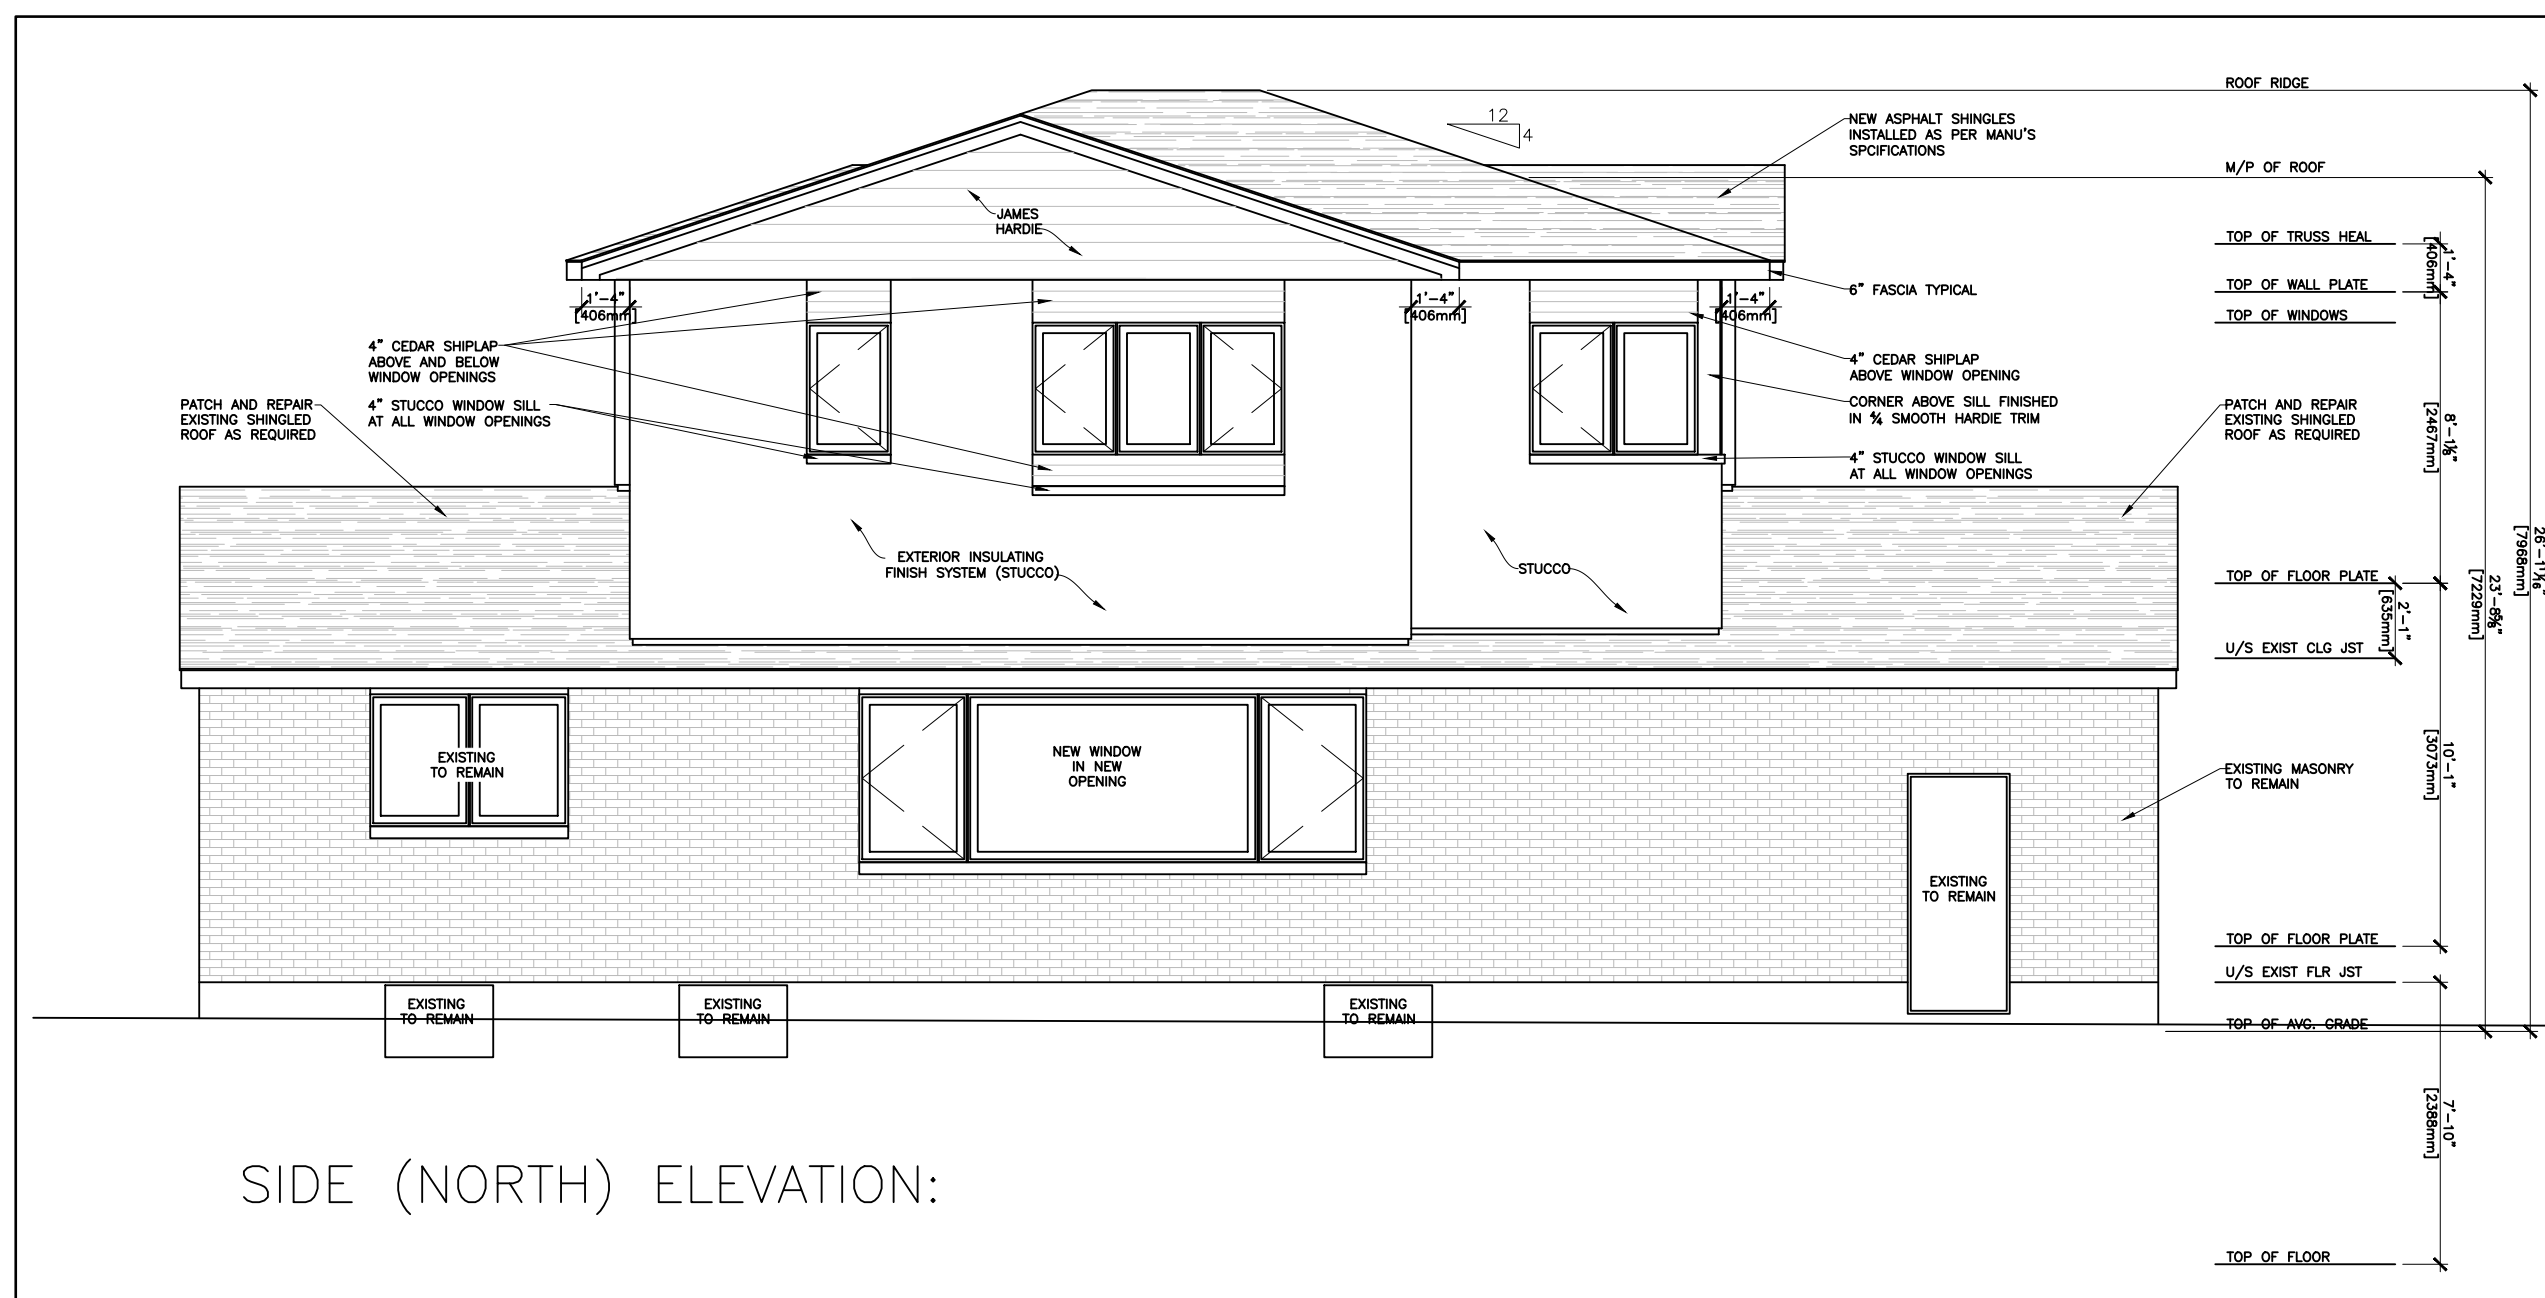 ROOF RIDGE
12
4
NEW ASPHALT SHINGLES
INSTALLED AS PER MANU'S
SPCIFICATIONS
M/P OF ROOF
JAMES
HARDIE
TOP OF TRUSS HEAL
1'-4"
[406mm]
6" FASCIA TYPICAL
TOP OF WALL PLATE
1'-4"
[406mm]
1'-4"
[406mm]
1'-4"
[406mm]
TOP OF WINDOWS
4" CEDAR SHIPLAP
ABOVE AND BELOW
WINDOW OPENINGS
4" CEDAR SHIPLAP
ABOVE WINDOW OPENING
PATCH AND REPAIR
EXISTING SHINGLED
ROOF AS REQUIRED
4" STUCCO WINDOW SILL
AT ALL WINDOW OPENINGS
CORNER ABOVE SILL FINISHED
IN 5/4 SMOOTH HARDIE TRIM
PATCH AND REPAIR
EXISTING SHINGLED
ROOF AS REQUIRED
8'-1⅛"
[2467mm]
4" STUCCO WINDOW SILL
AT ALL WINDOW OPENINGS
EXTERIOR INSULATING
FINISH SYSTEM (STUCCO)
STUCCO
TOP OF FLOOR PLATE
26'-1 11/16"
[7968mm]
23'-8⅝"
[7229mm]
2'-1"
[635mm]
U/S EXIST CLG JST
EXISTING
TO REMAIN
NEW WINDOW
IN NEW
OPENING
10'-1"
[3073mm]
EXISTING MASONRY
TO REMAIN
EXISTING
TO REMAIN
TOP OF FLOOR PLATE
U/S EXIST FLR JST
EXISTING
TO REMAIN
EXISTING
TO REMAIN
EXISTING
TO REMAIN
TOP OF AVG. GRADE
7'-10"
[2388mm]
SIDE (NORTH) ELEVATION:
TOP OF FLOOR